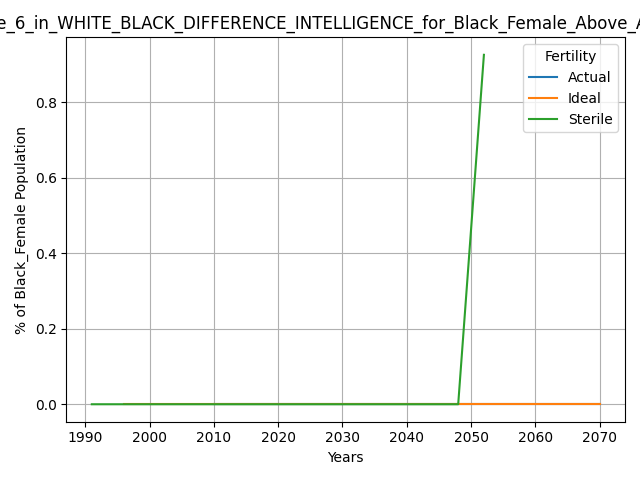 e_6_in_WHITE_BLACK_DIFFERENCE_INTELLIGENCE_for_Black_Female_Above_A
Fertility
Actual
Ideal
Sterile
% of Black_Female Population
0.8
0.6
0.4
0.2
0.0
1990 2000 2010 2020 2030 2040 2050 2060 2070
Years